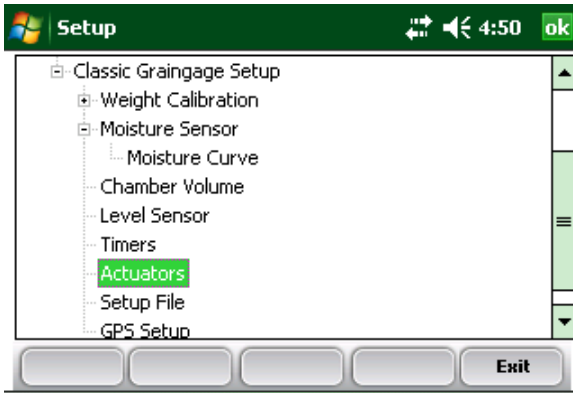 Setup 4:50 ok
Classic Graingage Setup
Weight Calibration
Moisture Sensor
Moisture Curve
Chamber Volume
Level Sensor
Timers
Actuators
Setup File
GPS Setup
Exit